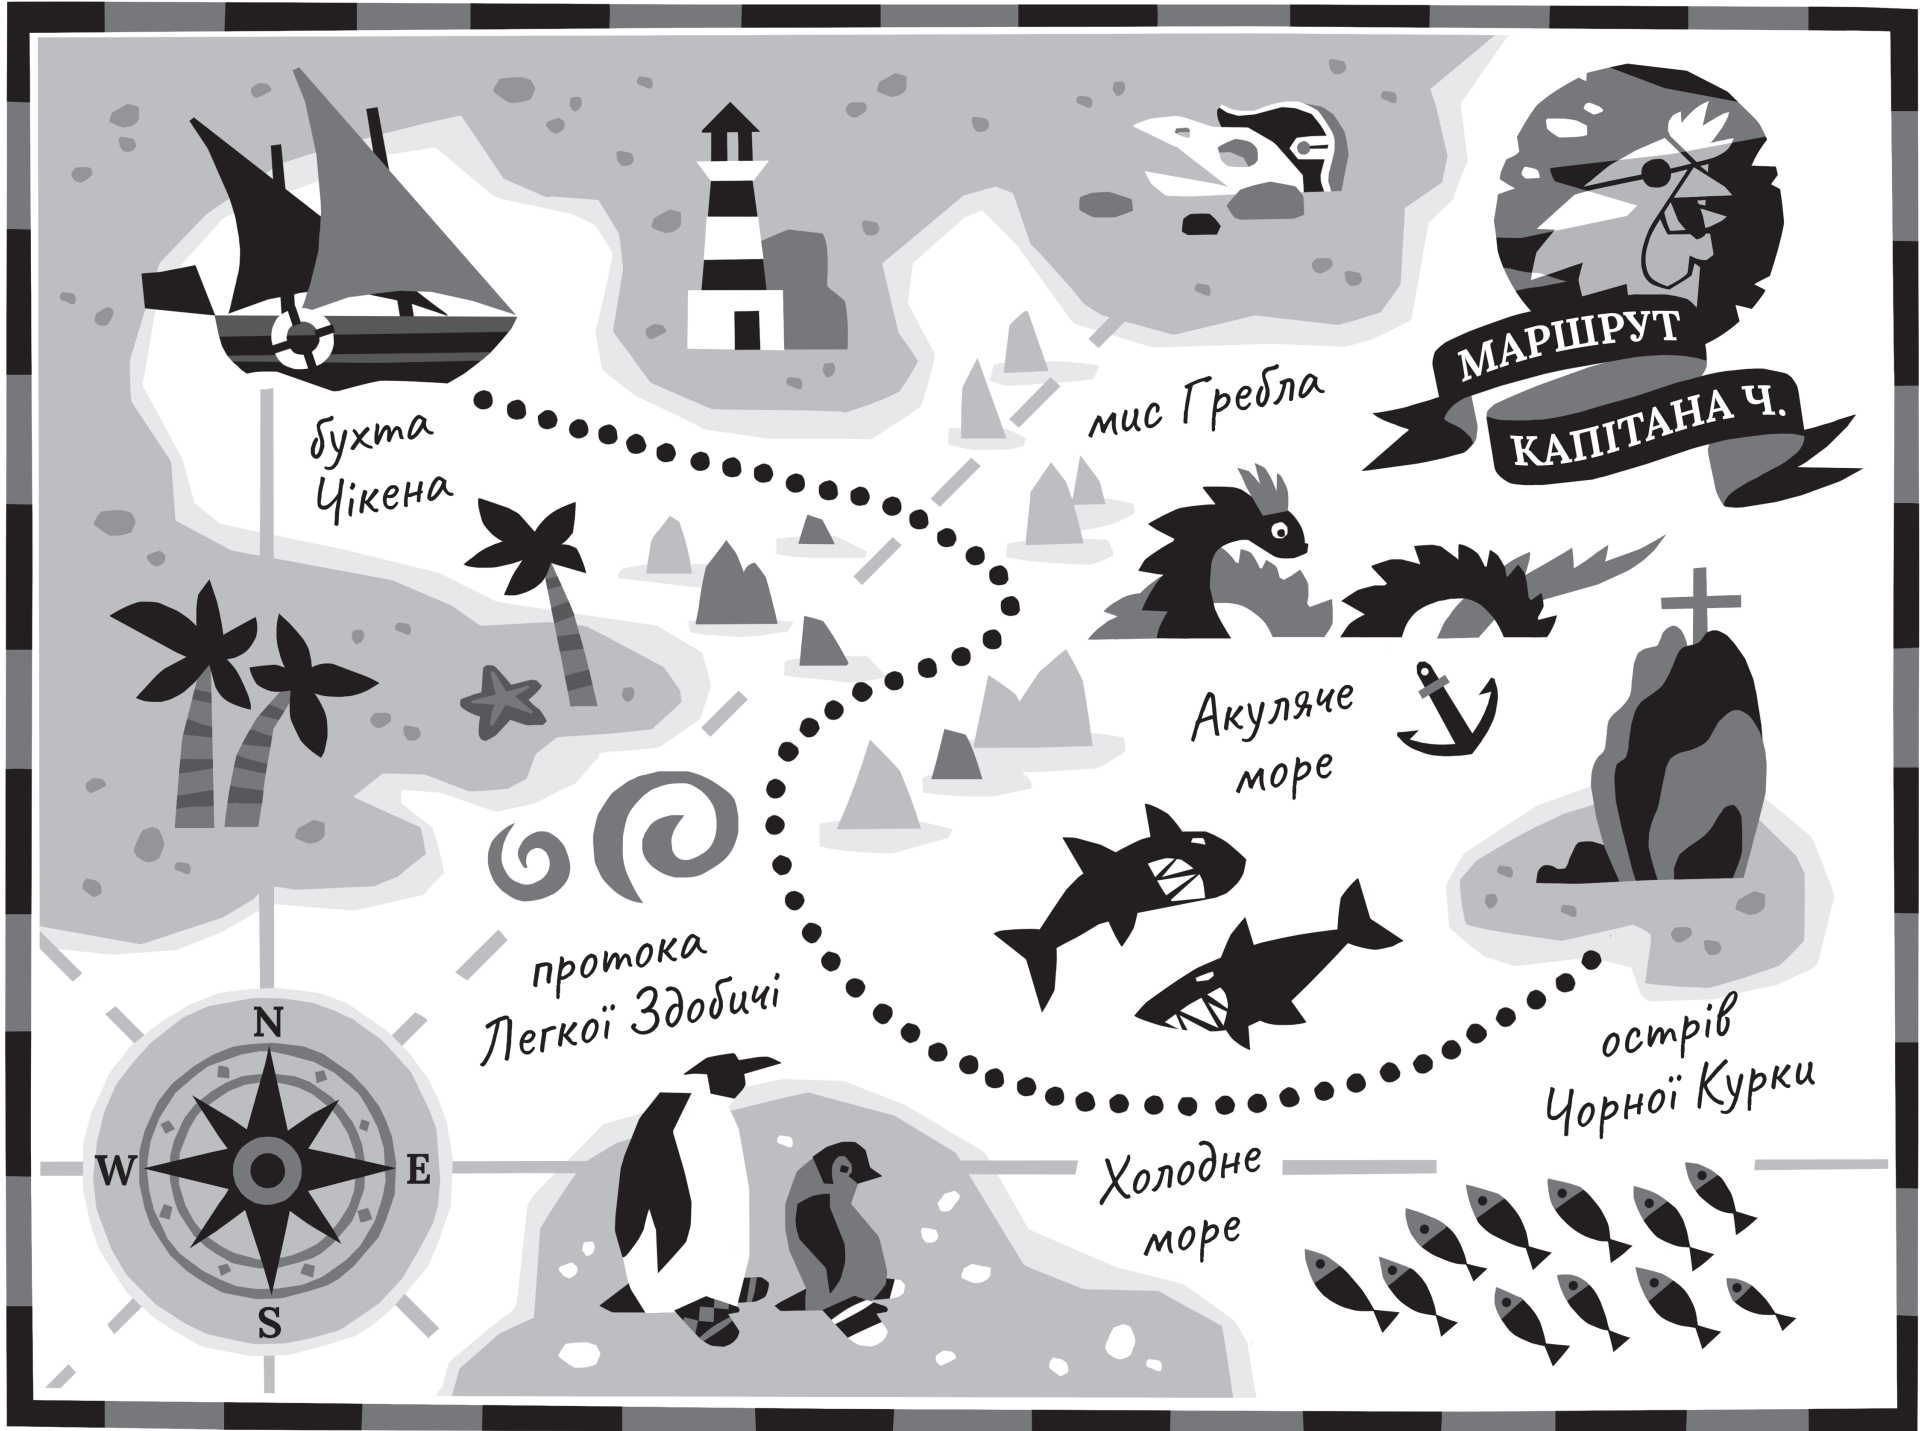 МАРШРУТ
КАПІТАНА Ч.
мис Гребла
бухта
Чікена
Акуляче
море
протока
Легкої Здобичі
острів
Чорної Курки
Холодне
море
N
W
E
S